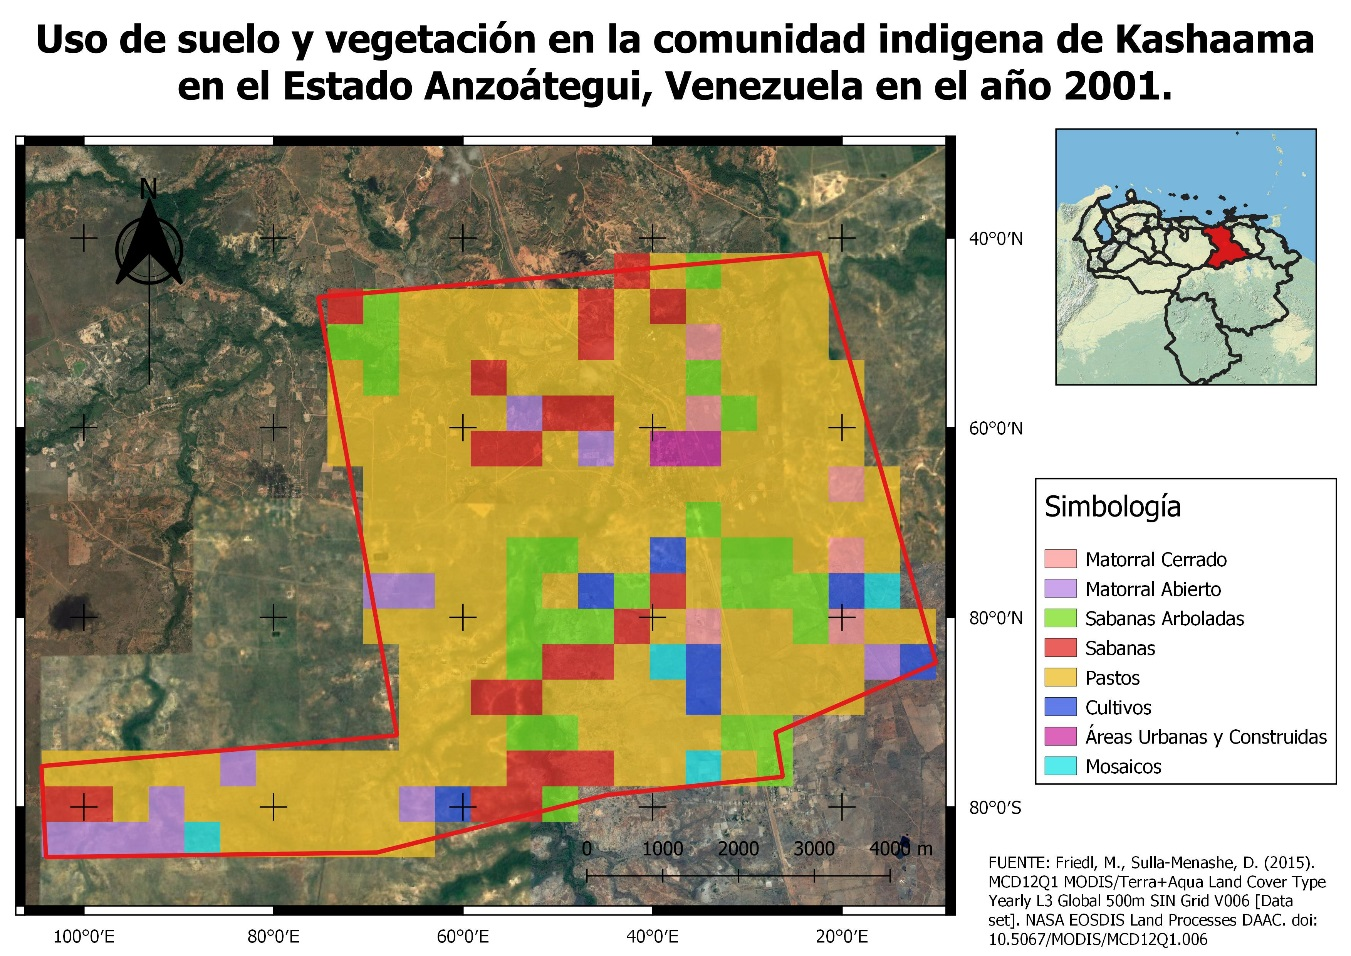 Uso de suelo y vegetación en la comunidad indigena de Kashaama
en el Estado Anzoátegui, Venezuela en el año 2001.
N
40°0'N
60°0'N
80°0'N
80°0'S
100°0'E
80°0'E
60°0'E
40°0'E
20°0'E
0 1000 2000 3000 4000 m
Simbología
Matorral Cerrado
Matorral Abierto
Sabanas Arboladas
Sabanas
Pastos
Cultivos
Áreas Urbanas y Construidas
Mosaicos
FUENTE: Friedl, M., Sulla-Menashe, D. (2015).
MCD12Q1 MODIS/Terra+Aqua Land Cover Type
Yearly L3 Global 500m SIN Grid V006 [Data
set]. NASA EOSDIS Land Processes DAAC. doi:
10.5067/MODIS/MCD12Q1.006